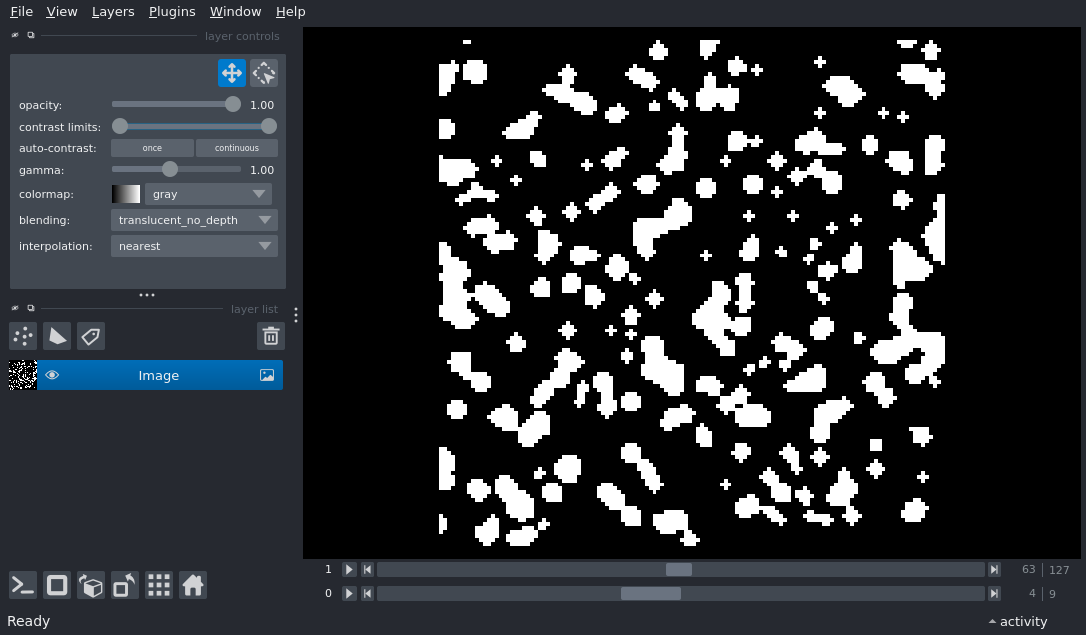 File View Layers Plugins Window Help
layer controls
opacity: 1.00
contrast limits:
auto-contrast: once continuous
gamma: 1.00
colormap: gray
blending: translucent_no_depth
interpolation: nearest
layer list
Image
1 63 127
0 4 9
Ready activity